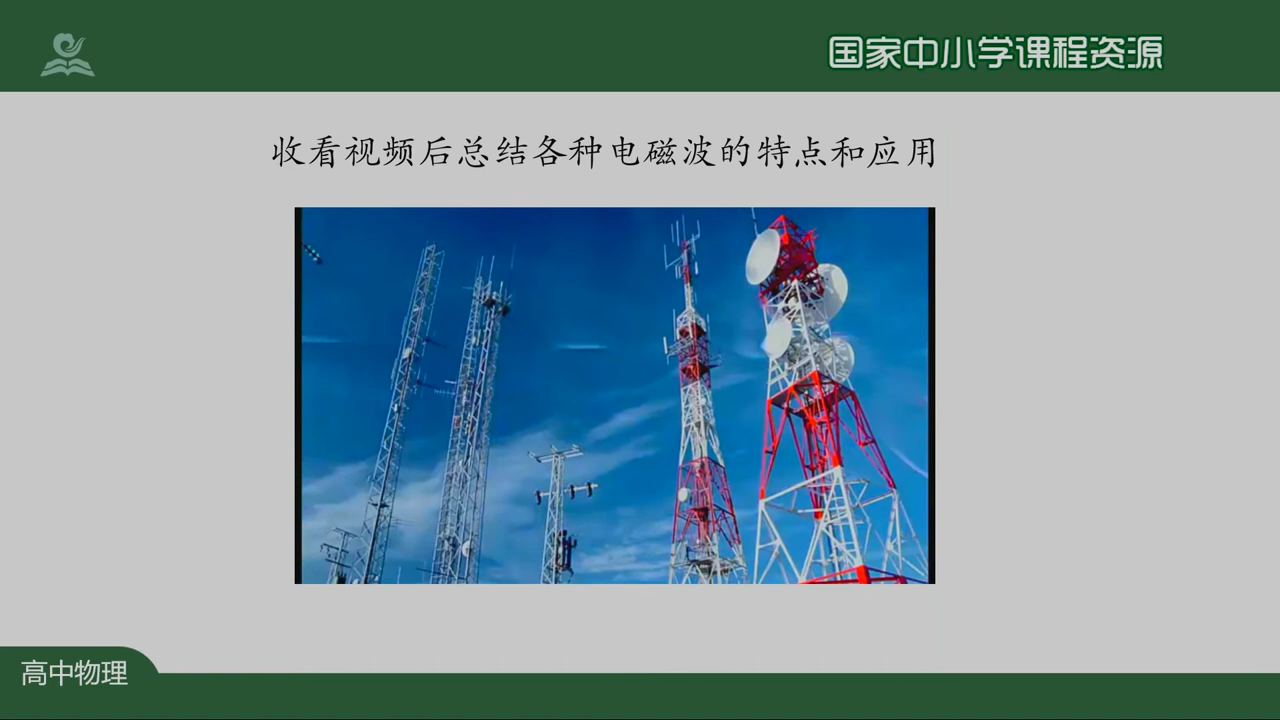 国家中小学课程资源
收看视频后总结各种电磁波的特点和应用
高中物理